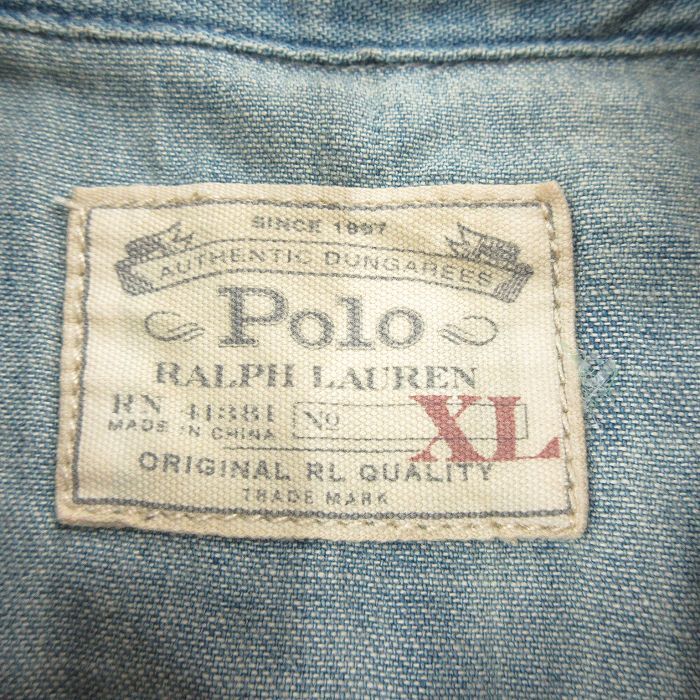 SINCE 1997
AUTHENTIC DUNGAREES
Polo
RALPH LAUREN
RN 41381 No XL
MADE IN CHINA
ORIGINAL RL QUALITY
TRADE MARK